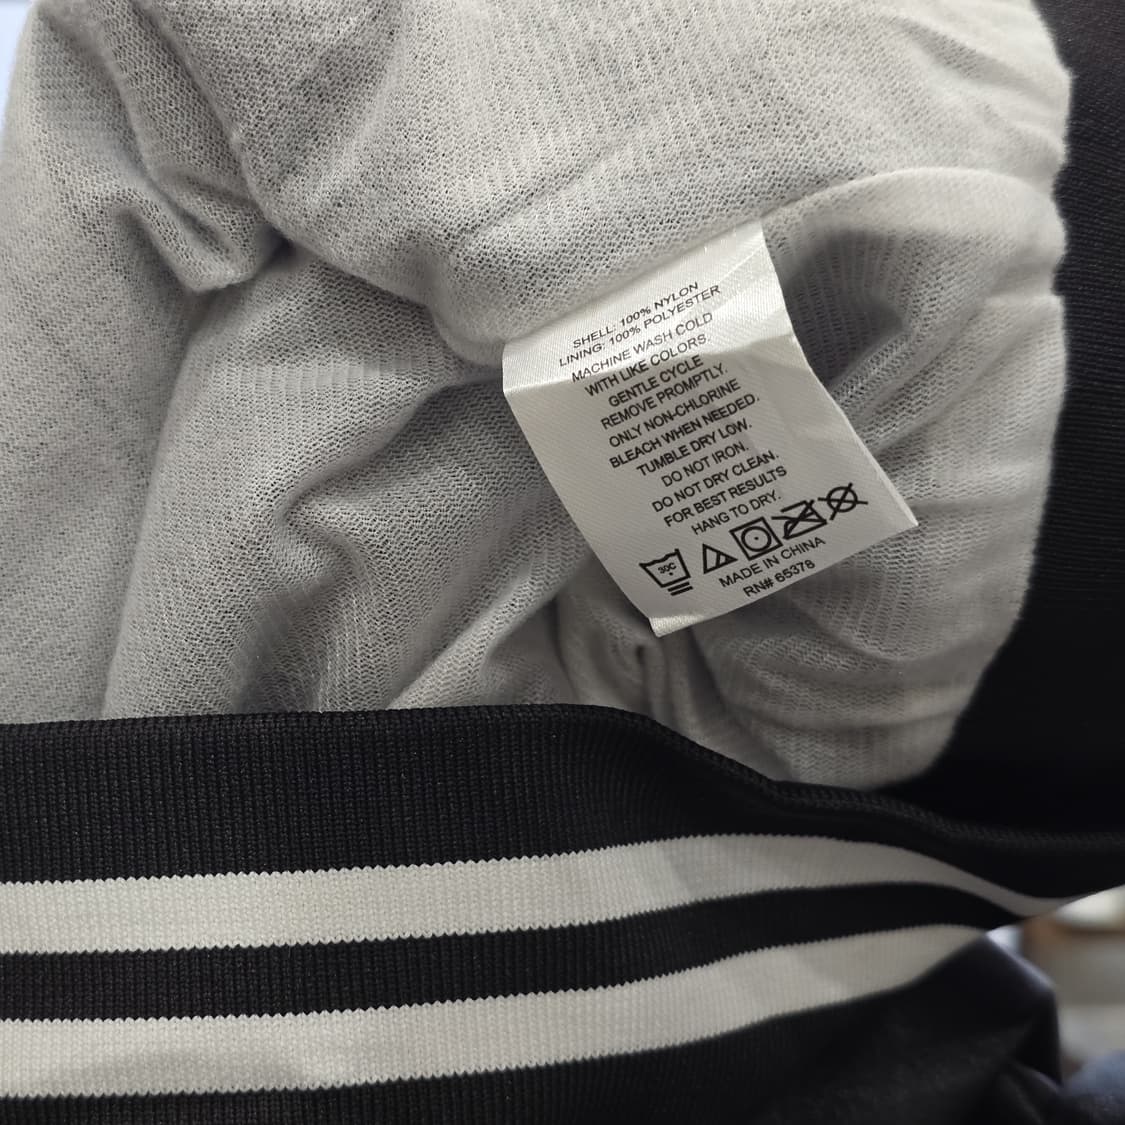 SHELL: 100% NYLON
LINING: 100% POLYESTER
MACHINE WASH COLD
WITH LIKE COLORS.
GENTLE CYCLE
REMOVE PROMPTLY.
ONLY NON-CHLORINE
BLEACH WHEN NEEDED.
TUMBLE DRY LOW.
DO NOT IRON.
DO NOT DRY CLEAN.
FOR BEST RESULTS
HANG TO DRY.
30C
MADE IN CHINA
RN# 65378